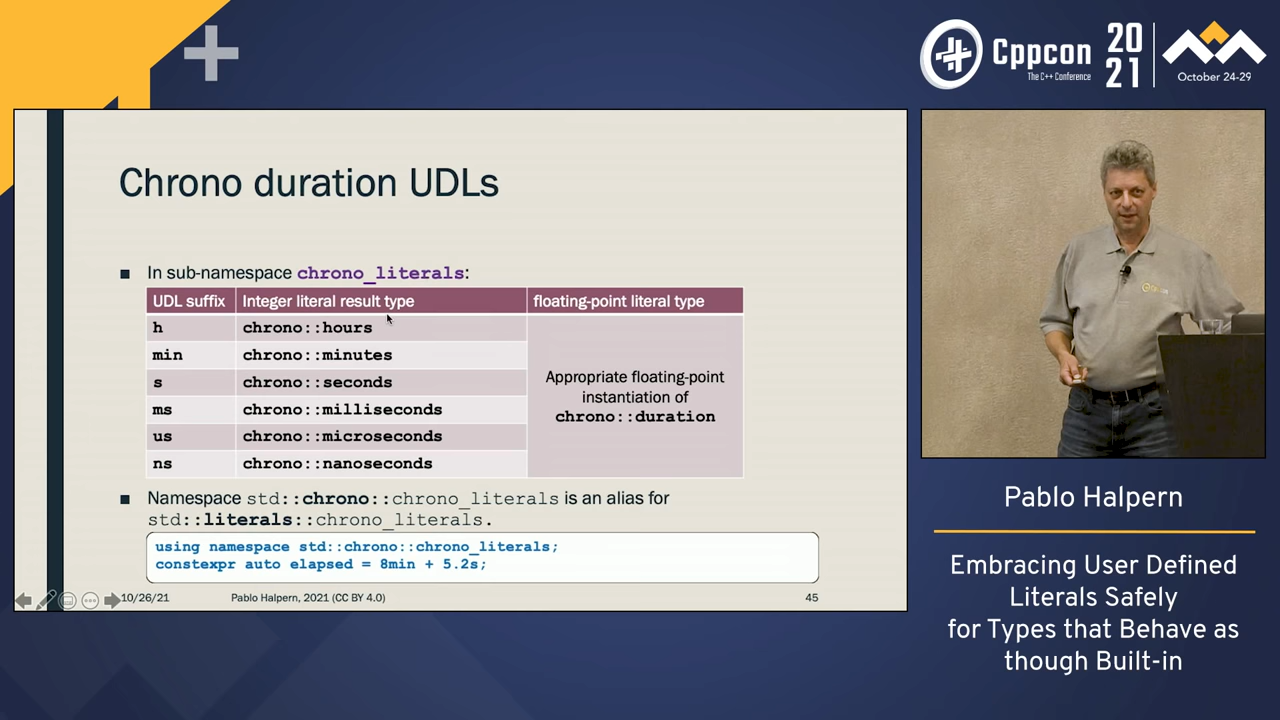 Cppcon
The C++ Conference
20
21
October 24-29
Chrono duration UDLs
In sub-namespace chrono_literals:
UDL suffix Integer literal result type floating-point literal type
h chrono::hours
min chrono::minutes
s chrono::seconds
ms chrono::milliseconds
us chrono::microseconds
ns chrono::nanoseconds
Appropriate floating-point
instantiation of
chrono::duration
Namespace std::chrono::chrono_literals is an alias for
std::literals::chrono_literals.
using namespace std::chrono::chrono_literals;
constexpr auto elapsed = 8min + 5.2s;
10/26/21 Pablo Halpern, 2021 (CC BY 4.0) 45
Pablo Halpern
Embracing User Defined
Literals Safely
for Types that Behave as
though Built-in